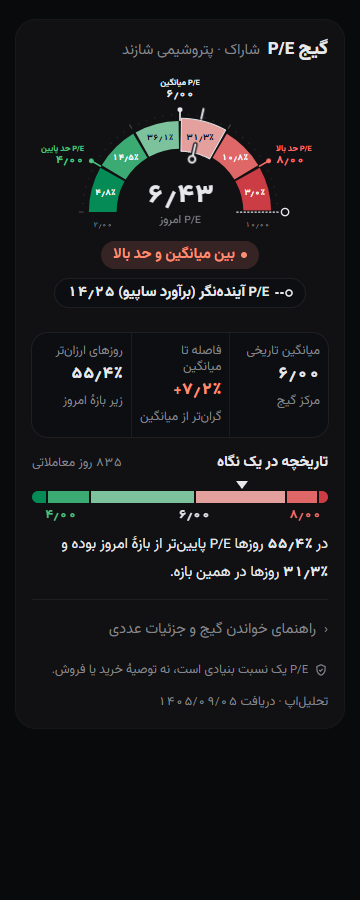 گیج P/E شاراک · پتروشیمی شازند
P/E میانگین
۶٫۰۰
P/E حد پایین
۴٫۰۰
P/E حد بالا
۸٫۰۰
۴٫۸٪
۱۴٫۵٪
۳۶٫۱٪
۳۱٫۳٪
۱۰٫۸٪
۳٫۰٪
۲٫۰۰
۱۰٫۰۰
۶٫۴۳
P/E امروز
بین میانگین و حد بالا
P/E آینده‌نگر (برآورد ساپیو) ۱۴٫۲۵
میانگین تاریخی
۶٫۰۰
مرکز گیج
فاصله تا میانگین
+۷٫۲٪
گران‌تر از میانگین
روزهای ارزان‌تر
۵۵٫۴٪
زیر بازهٔ امروز
تاریخچه در یک نگاه
۸۳۵ روز معاملاتی
۴٫۰۰
۶٫۰۰
۸٫۰۰
در ۵۵٫۴٪ روزها P/E پایین‌تر از بازهٔ امروز بوده و
۳۱٫۳٪ روزها در همین بازه.
راهنمای خواندن گیج و جزئیات عددی
P/E یک نسبت بنیادی است، نه توصیهٔ خرید یا فروش.
تحلیل‌اپ · دریافت ۱۴۰۵/۰۹/۰۵